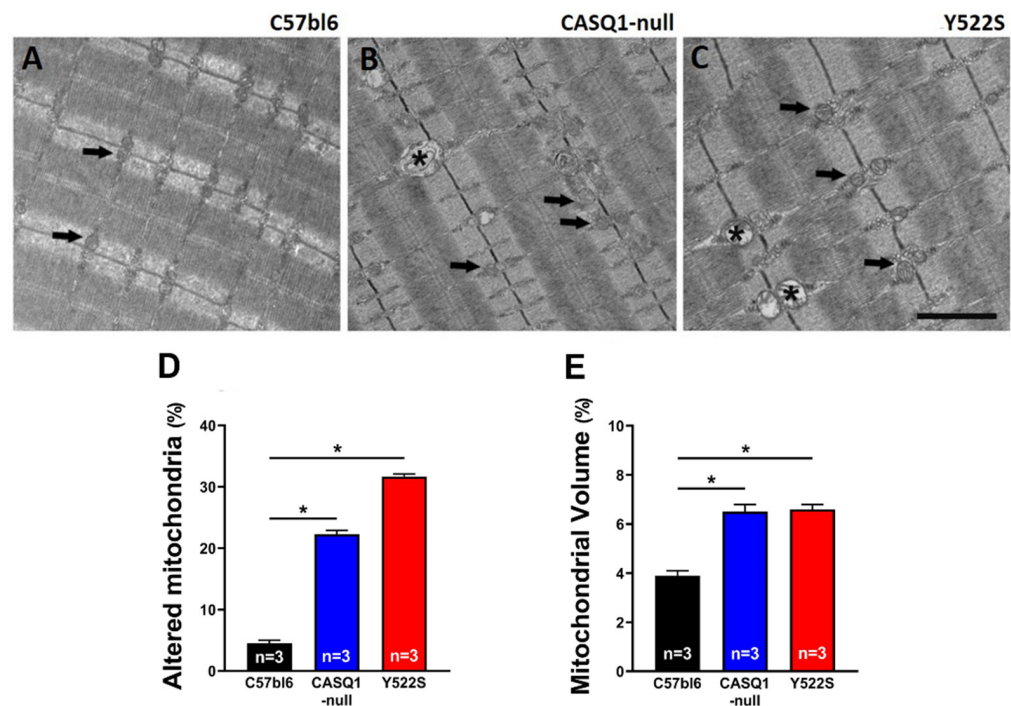 C57bl6 CASQ1-null Y522S
A B C
*
*
*
D E
Altered mitochondria (%)
40
30
20
10
0
*
*
n=3 n=3 n=3
C57bl6 CASQ1 Y522S
-null
Mitochondrial Volume (%)
10
8
6
4
2
0
*
*
n=3 n=3 n=3
C57bl6 CASQ1 Y522S
-null